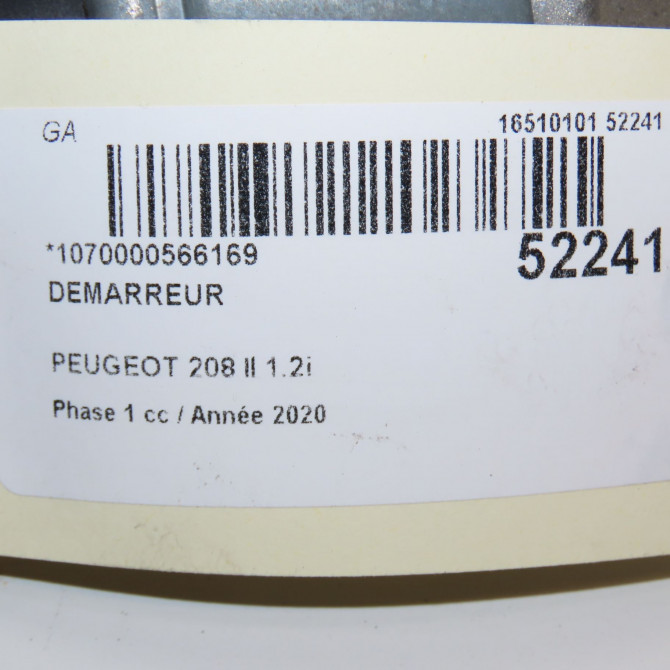 GA
16510101 52241
*1070000566169
52241
DEMARREUR
PEUGEOT 208 II 1.2i
Phase 1 cc / Année 2020